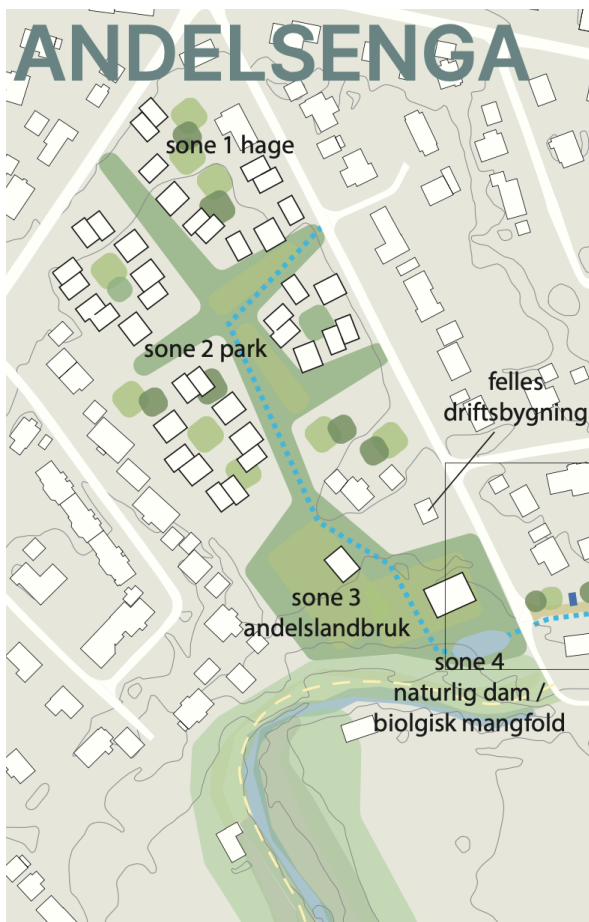 ANDELSENGA
sone 1 hage
sone 2 park
felles
driftsbygning
sone 3
andelslandbruk
sone 4
naturlig dam /
biolgisk mangfold